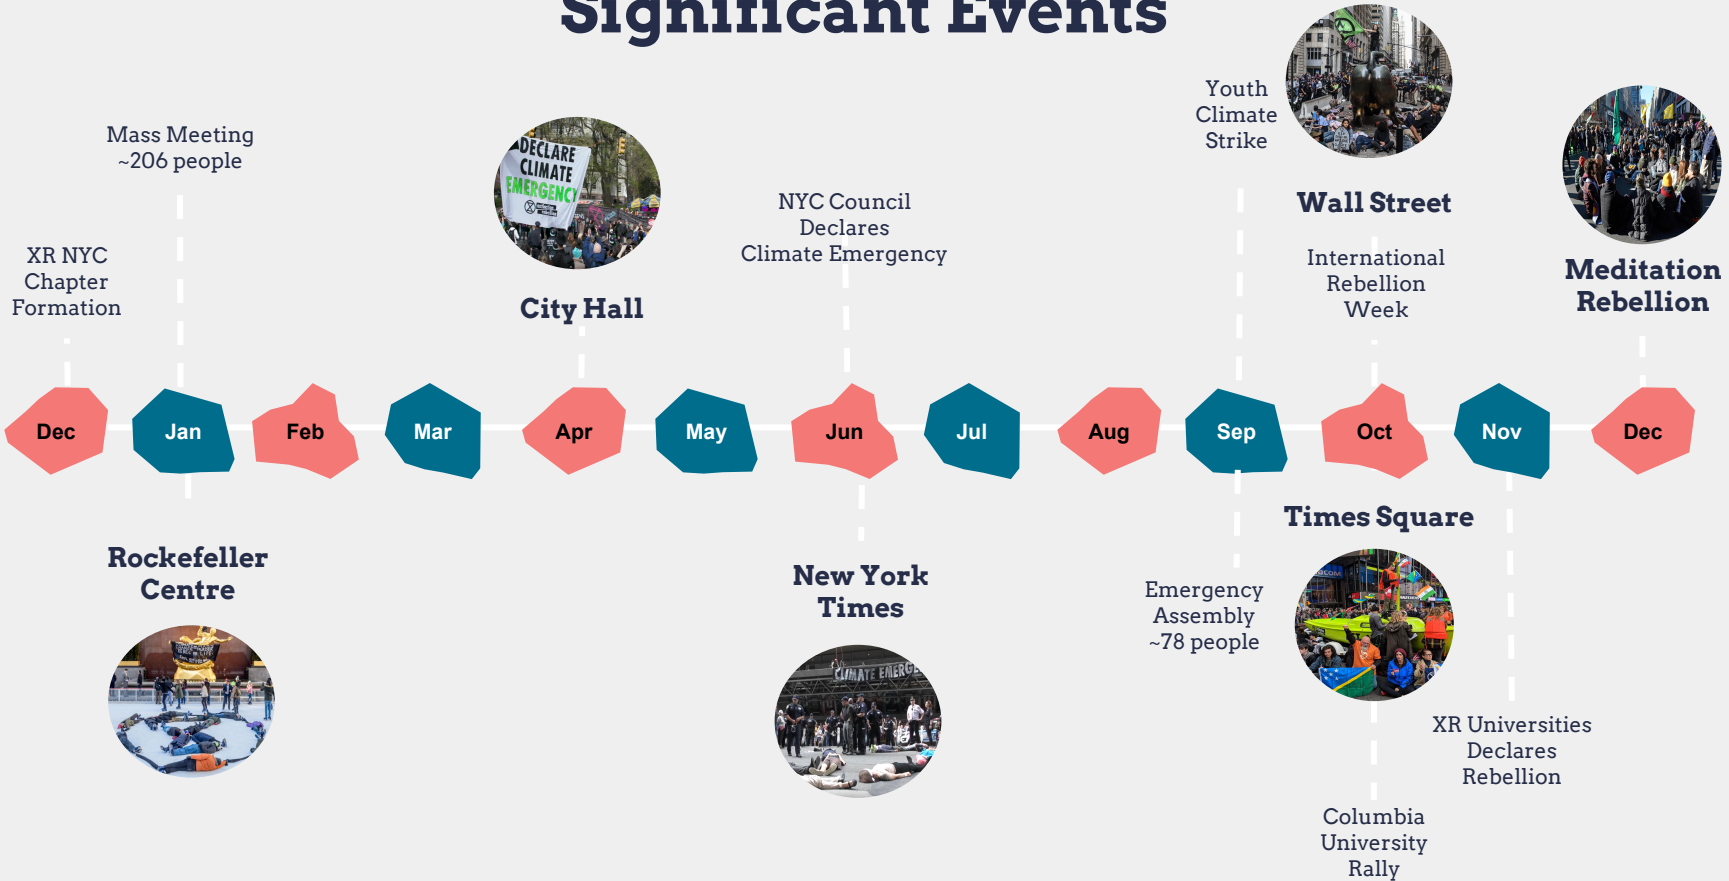 Significant Events
Mass Meeting
~206 people
XR NYC
Chapter
Formation
DECLARE
CLIMATE
EMERGENCY
City Hall
NYC Council
Declares
Climate Emergency
Youth
Climate
Strike
Wall Street
International
Rebellion
Week
Meditation
Rebellion
Dec
Jan
Feb
Mar
Apr
May
Jun
Jul
Aug
Sep
Oct
Nov
Dec
Rockefeller
Centre
New York
Times
CLIMATE EMERG
Emergency
Assembly
~78 people
Times Square
XR Universities
Declares
Rebellion
Columbia
University
Rally